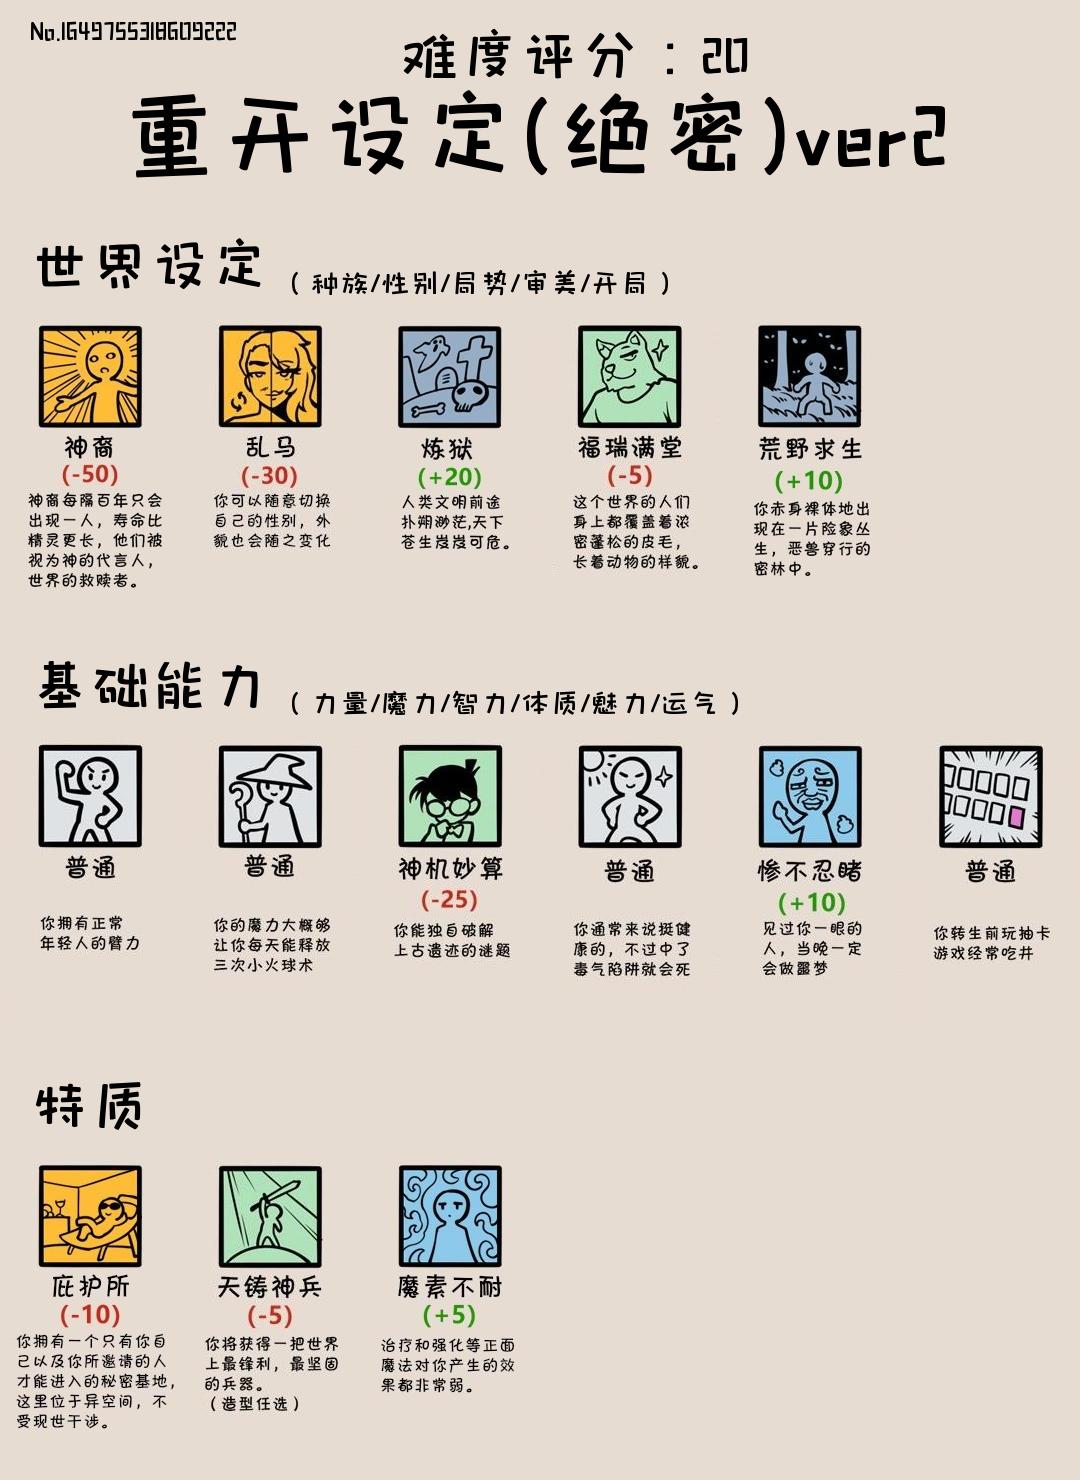 No.1649755318609222
难度评分：20
重开设定(绝密)ver2
世界设定（种族/性别/局势/审美/开局）
神裔
(-50)
神裔每隔百年只会
出现一人，寿命比
精灵更长，他们被
视为神的代言人，
世界的救赎者。
乱马
(-30)
你可以随意切换
自己的性别，外
貌也会随之变化
炼狱
(+20)
人类文明前途
扑朔渺茫,天下
苍生岌岌可危。
福瑞满堂
(-5)
这个世界的人们
身上都覆盖着浓
密蓬松的皮毛，
长着动物的样貌。
荒野求生
(+10)
你赤身裸体地出
现在一片险象丛
生，恶兽穿行的
密林中。
基础能力（力量/魔力/智力/体质/魅力/运气）
普通
你拥有正常
年轻人的臂力
普通
你的魔力大概够
让你每天能释放
三次小火球术
神机妙算
(-25)
你能独自破解
上古遗迹的谜题
普通
你通常来说挺健
康的，不过中了
毒气陷阱就会死
惨不忍睹
(+10)
见过你一眼的
人，当晚一定
会做噩梦
普通
你转生前玩抽卡
游戏经常吃井
特质
庇护所
(-10)
你拥有一个只有你自
己以及你所邀请的人
才能进入的秘密基地，
这里位于异空间，不
受现世干涉。
天铸神兵
(-5)
你将获得一把世界
上最锋利，最坚固
的兵器。
（造型任选）
魔素不耐
(+5)
治疗和强化等正面
魔法对你产生的效
果都非常弱。